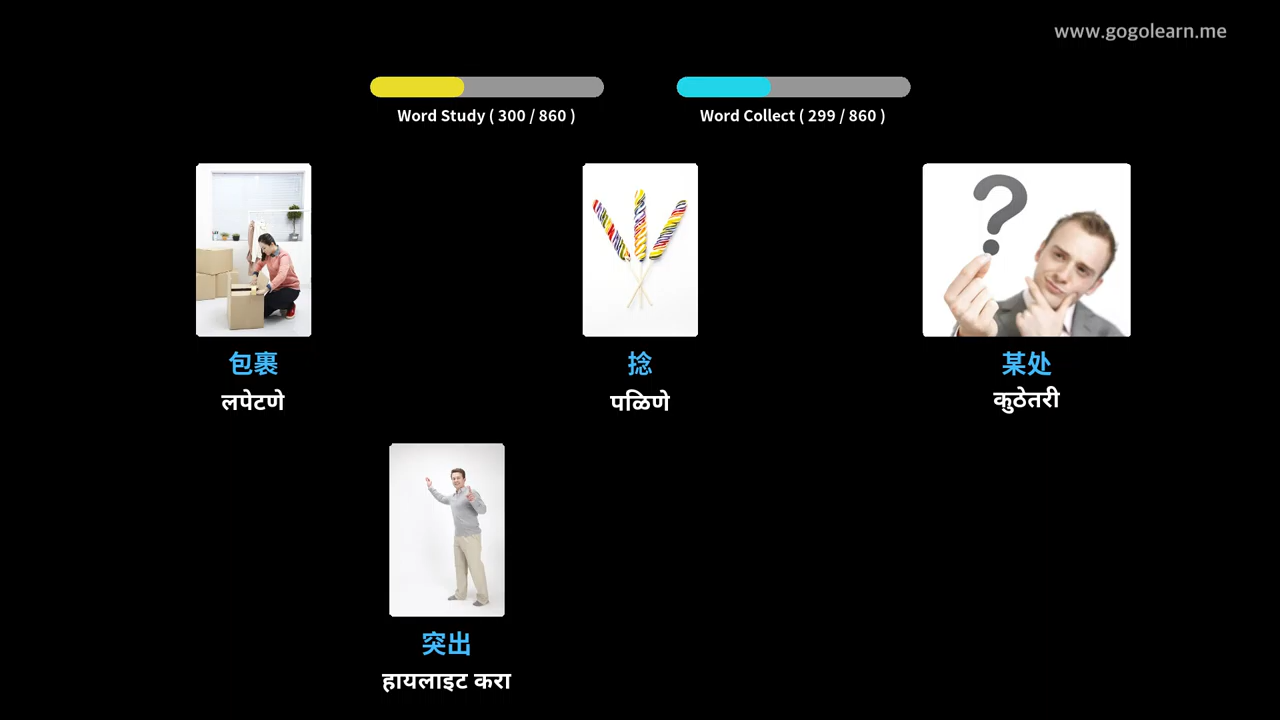 www.gogolearn.me
Word Study ( 300 / 860 )
Word Collect ( 299 / 860 )
包裹
लपेटणे
捻
पळिणे
某处
कुठेतरी
突出
हायलाइट करा